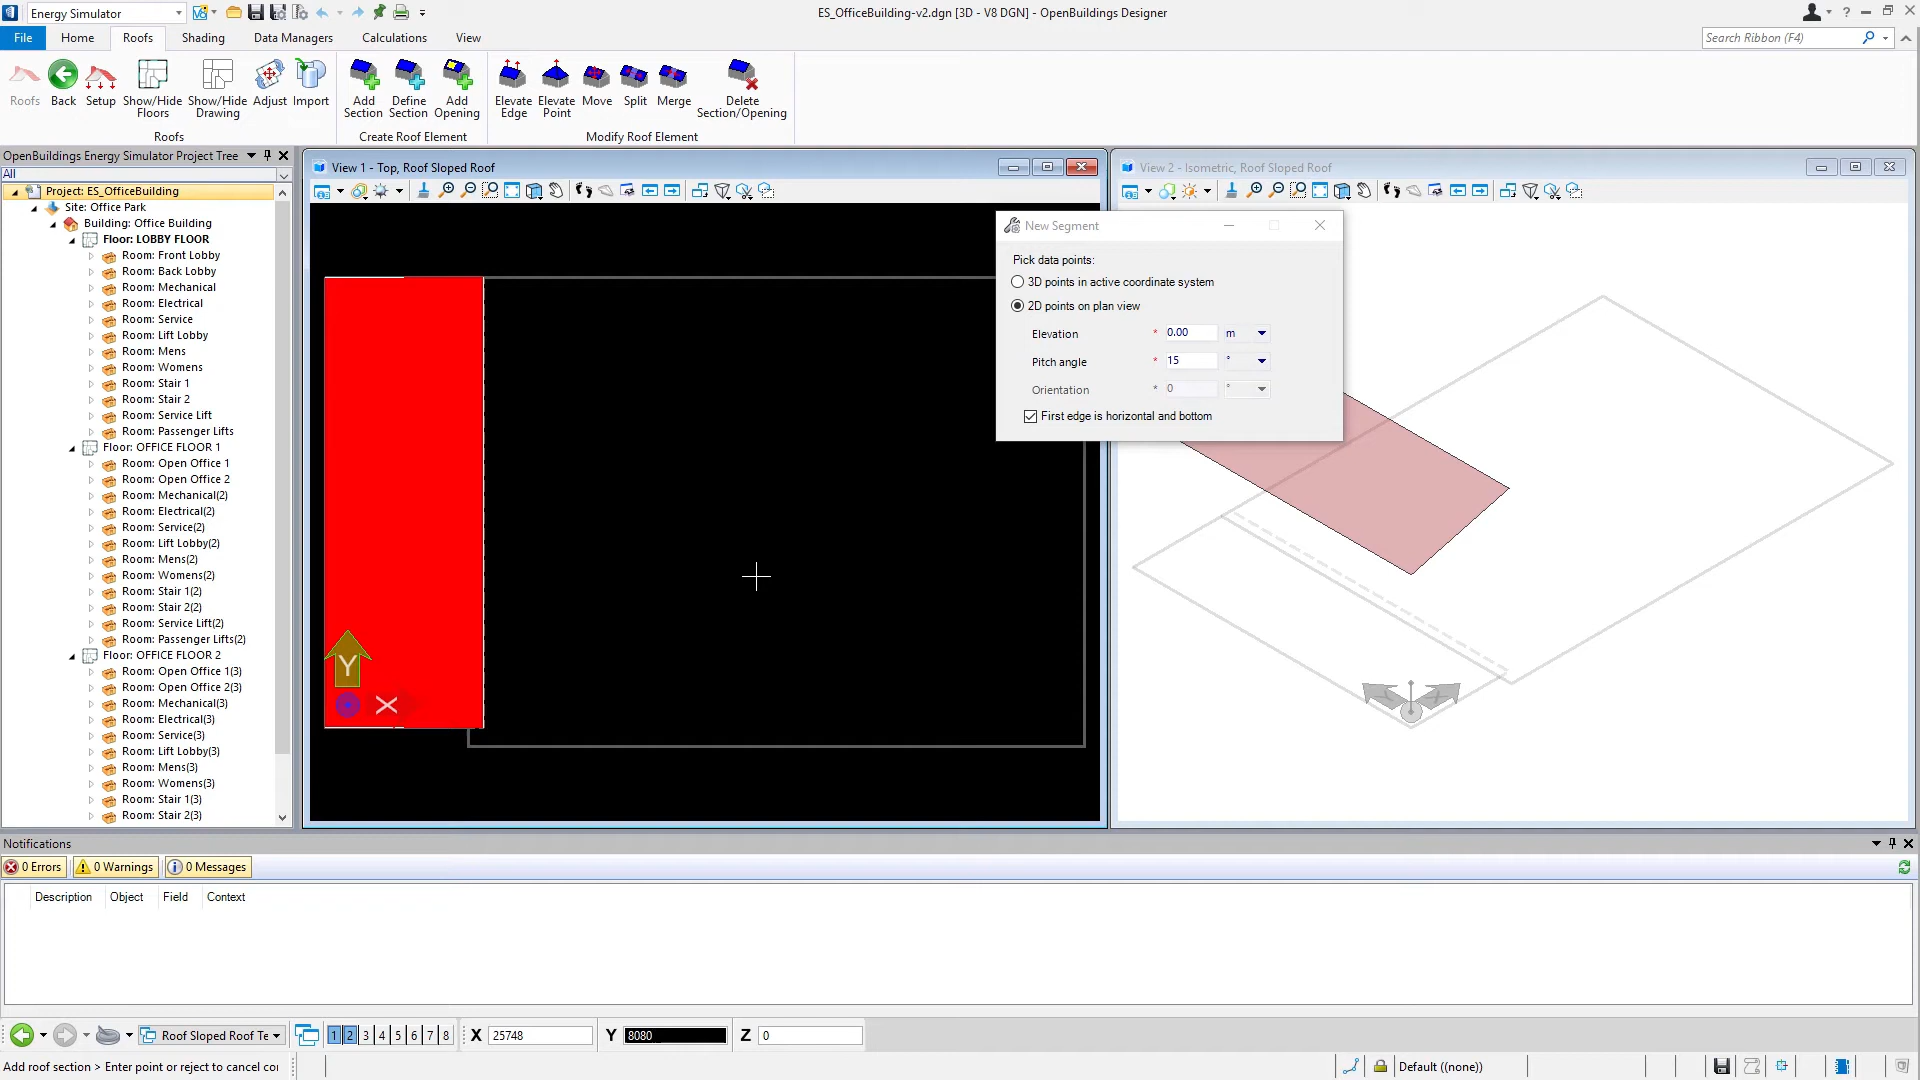 Energy Simulator
ES_OfficeBuilding-v2.dgn [3D - V8 DGN] - OpenBuildings Designer
File Home Roofs Shading Data Managers Calculations View
Search Ribbon (F4)
Roofs Back Setup Show/Hide Floors Show/Hide Drawing Adjust Import
Add Section Define Section Add Opening
Elevate Edge Elevate Point Move Split Merge Delete Section/Opening
Roofs Create Roof Element Modify Roof Element
OpenBuildings Energy Simulator Project Tree
All
Project: ES_OfficeBuilding
Site: Office Park
Building: Office Building
Floor: LOBBY FLOOR
Room: Front Lobby
Room: Back Lobby
Room: Mechanical
Room: Electrical
Room: Service
Room: Lift Lobby
Room: Mens
Room: Womens
Room: Stair 1
Room: Stair 2
Room: Service Lift
Room: Passenger Lifts
Floor: OFFICE FLOOR 1
Room: Open Office 1
Room: Open Office 2
Room: Mechanical(2)
Room: Electrical(2)
Room: Service(2)
Room: Lift Lobby(2)
Room: Mens(2)
Room: Womens(2)
Room: Stair 1(2)
Room: Stair 2(2)
Room: Service Lift(2)
Room: Passenger Lifts(2)
Floor: OFFICE FLOOR 2
Room: Open Office 1(3)
Room: Open Office 2(3)
Room: Mechanical(3)
Room: Electrical(3)
Room: Service(3)
Room: Lift Lobby(3)
Room: Mens(3)
Room: Womens(3)
Room: Stair 1(3)
Room: Stair 2(3)
View 1 - Top, Roof Sloped Roof
Y
X
View 2 - Isometric, Roof Sloped Roof
New Segment
Pick data points:
3D points in active coordinate system
2D points on plan view
Elevation * 0.00 m
Pitch angle * 15 °
Orientation * 0 °
First edge is horizontal and bottom
Notifications
0 Errors 0 Warnings 0 Messages
Description Object Field Context
Roof Sloped Roof Te 1 2 3 4 5 6 7 8 X 25748 Y 8080 Z 0
Add roof section > Enter point or reject to cancel cor
Default ((none))